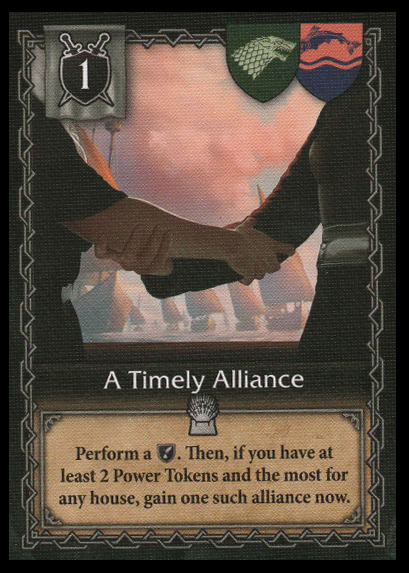 1
A Timely Alliance
Perform a . Then, if you have at
least 2 Power Tokens and the most for
any house, gain one such alliance now.